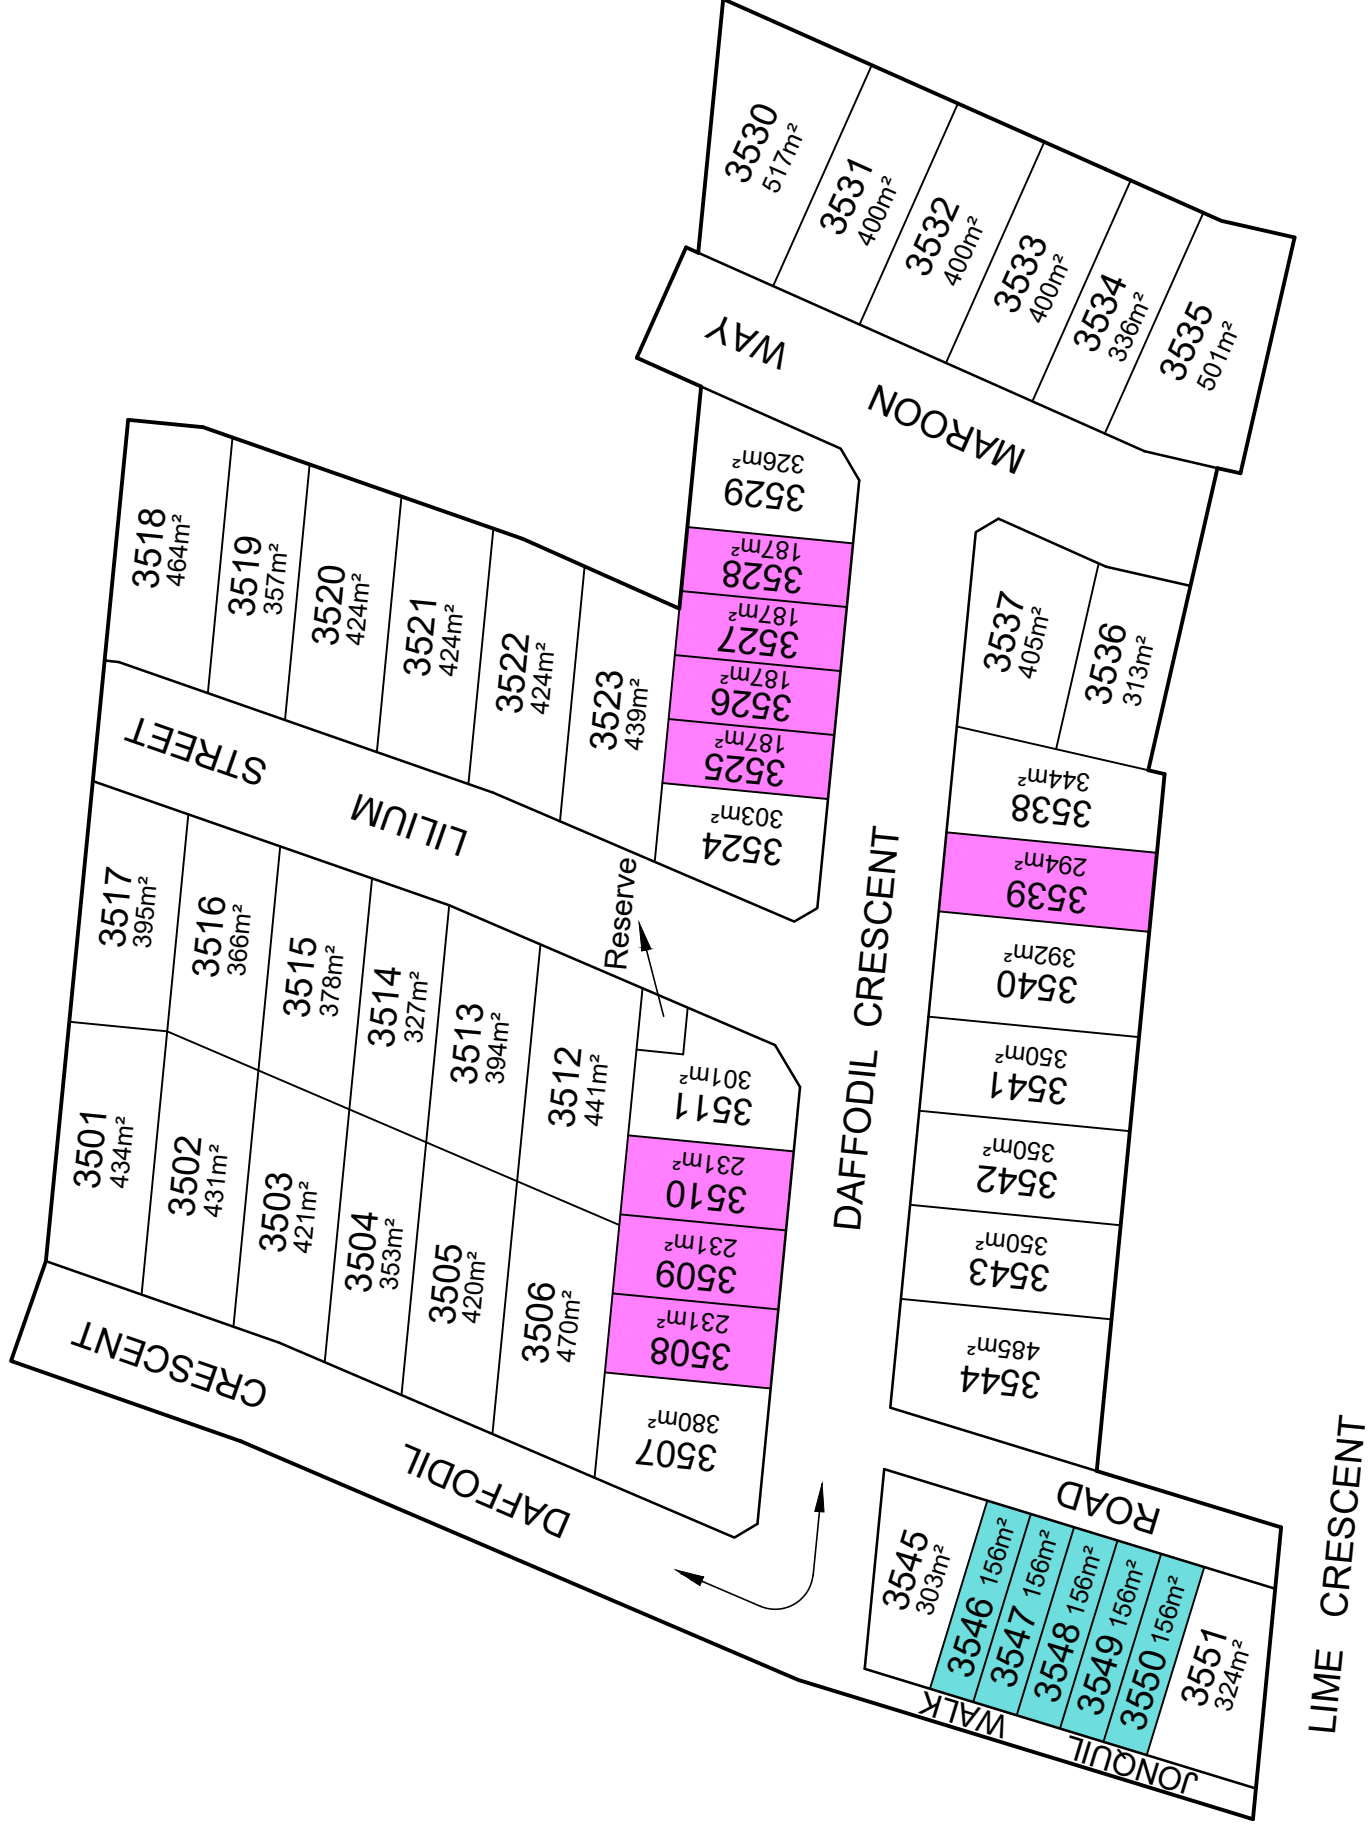 3530
517m²
3531
400m²
3532
400m²
3533
400m²
3534
336m²
3535
501m²
MAROON WAY
3529
326m²
3528
187m²
3527
187m²
3526
187m²
3525
187m²
3524
303m²
3518
464m²
3519
357m²
3520
424m²
3521
424m²
3522
424m²
3523
439m²
LILIUM STREET
3517
395m²
3516
366m²
3515
378m²
3514
327m²
3513
394m²
3512
441m²
Reserve
3511
301m²
3510
231m²
3509
231m²
3508
231m²
3507
380m²
3501
434m²
3502
431m²
3503
421m²
3504
353m²
3505
420m²
3506
470m²
DAFFODIL CRESCENT
DAFFODIL CRESCENT
3537
405m²
3536
313m²
3538
344m²
3539
294m²
3540
392m²
3541
350m²
3542
350m²
3543
350m²
3544
485m²
ROAD
3545
303m²
3546 156m²
3547 156m²
3548 156m²
3549 156m²
3550 156m²
3551
324m²
JONQUIL WALK
LIME CRESCENT